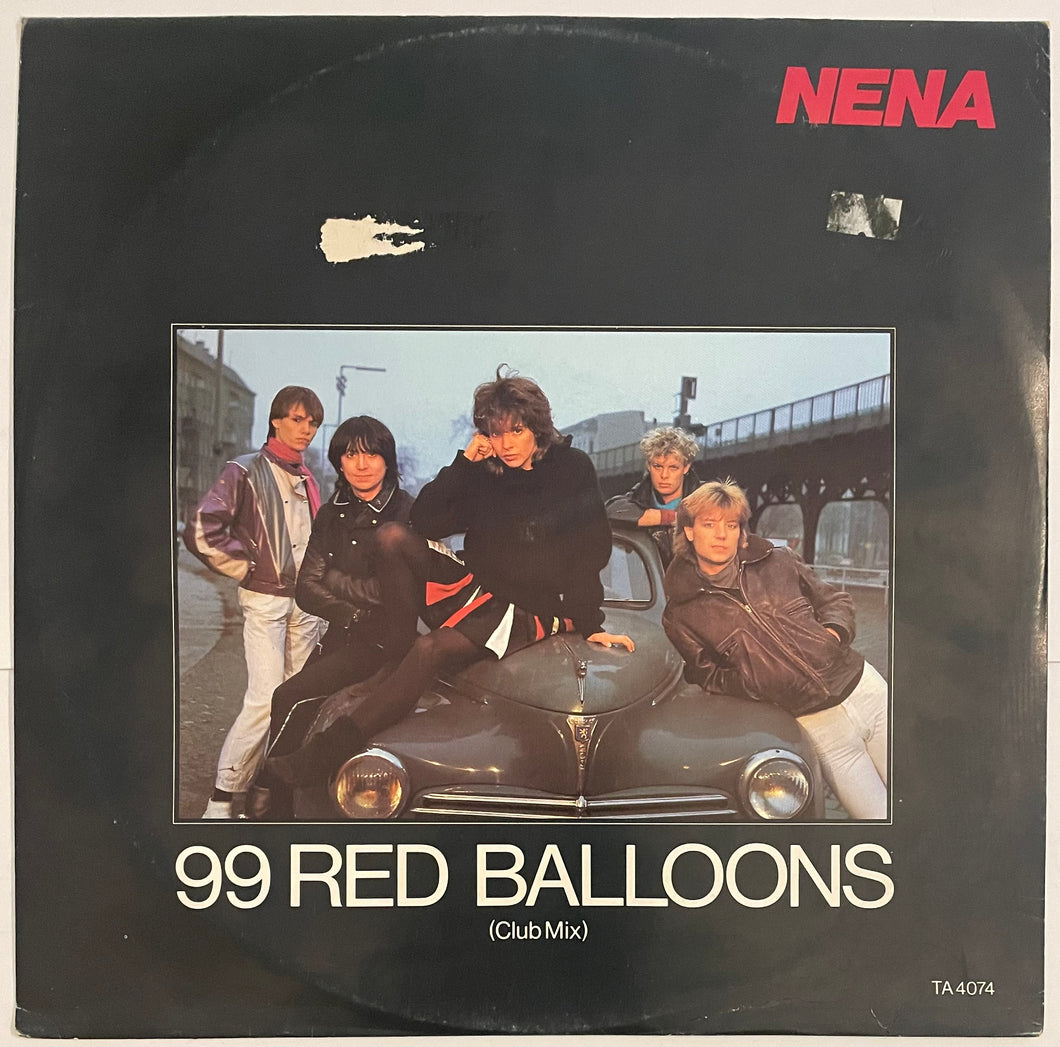 NENA
99 RED BALLOONS
(Club Mix)
TA 4074